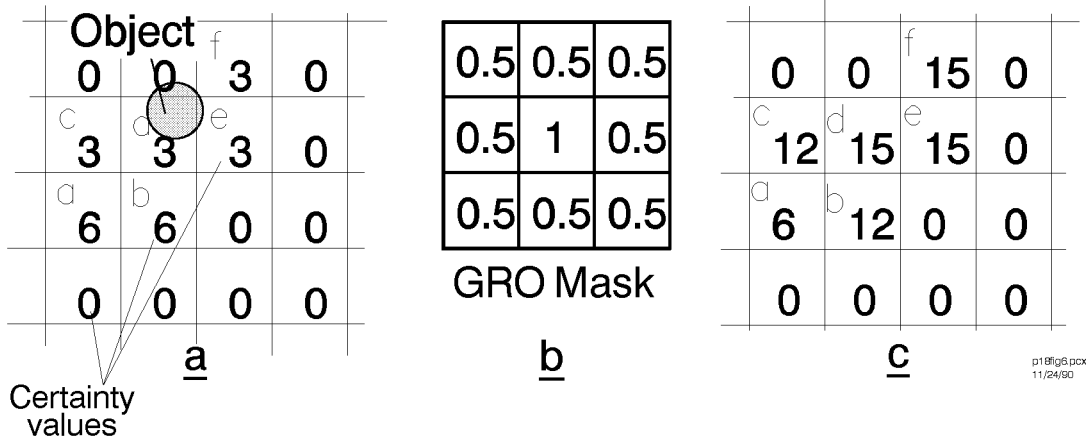 Object
f
0 0 3 0
c d e
3 3 3 0
a b
6 6 0 0
0 0 0 0
a
Certainty
values
0.5 0.5 0.5
0.5 1 0.5
0.5 0.5 0.5
GRO Mask
b
f
0 0 15 0
c d e
12 15 15 0
a b
6 12 0 0
0 0 0 0
c
p18fig6.pcx
11/24/90